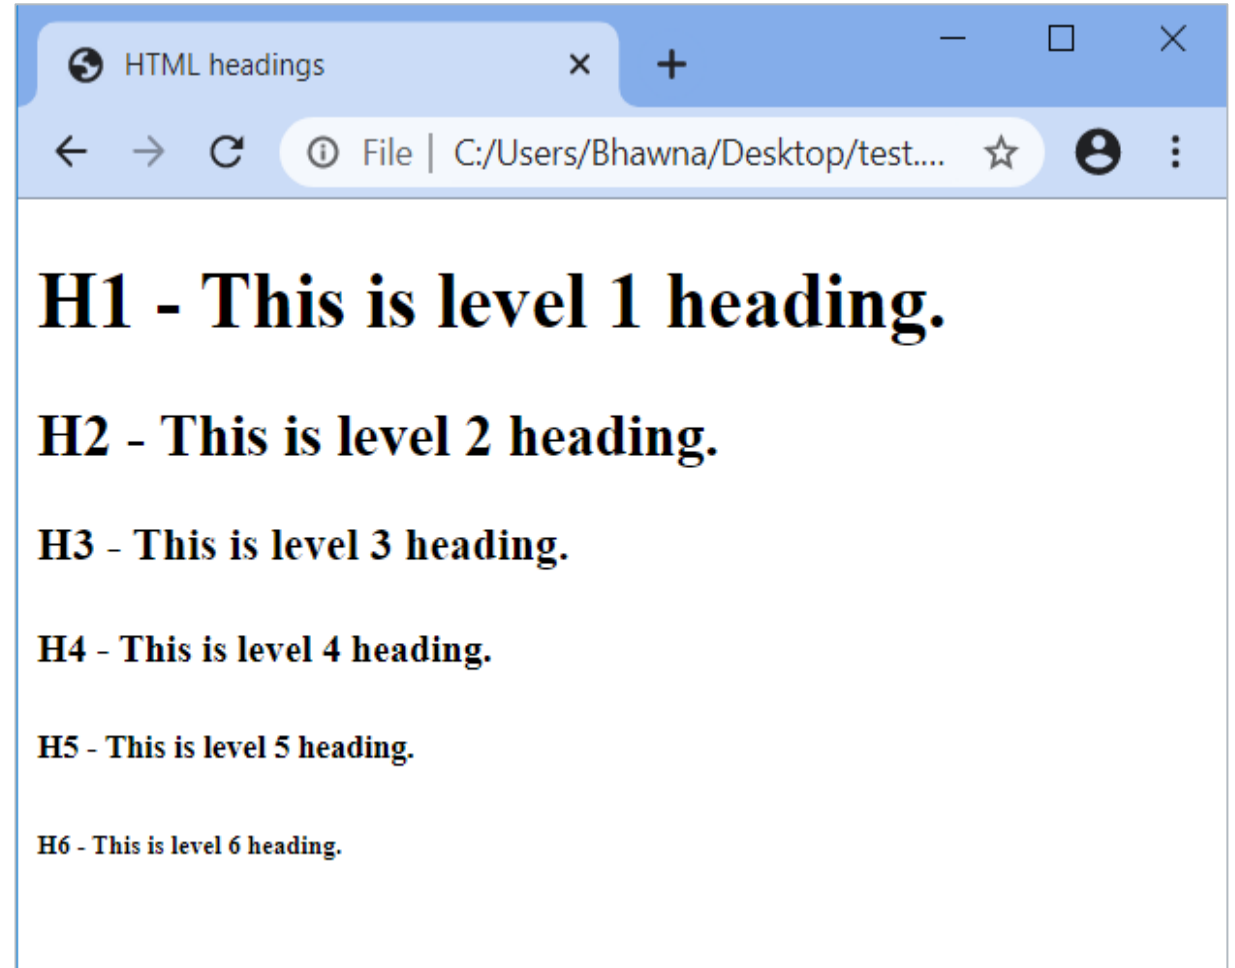 HTML headings
File | C:/Users/Bhawna/Desktop/test....
H1 - This is level 1 heading.
H2 - This is level 2 heading.
H3 - This is level 3 heading.
H4 - This is level 4 heading.
H5 - This is level 5 heading.
H6 - This is level 6 heading.